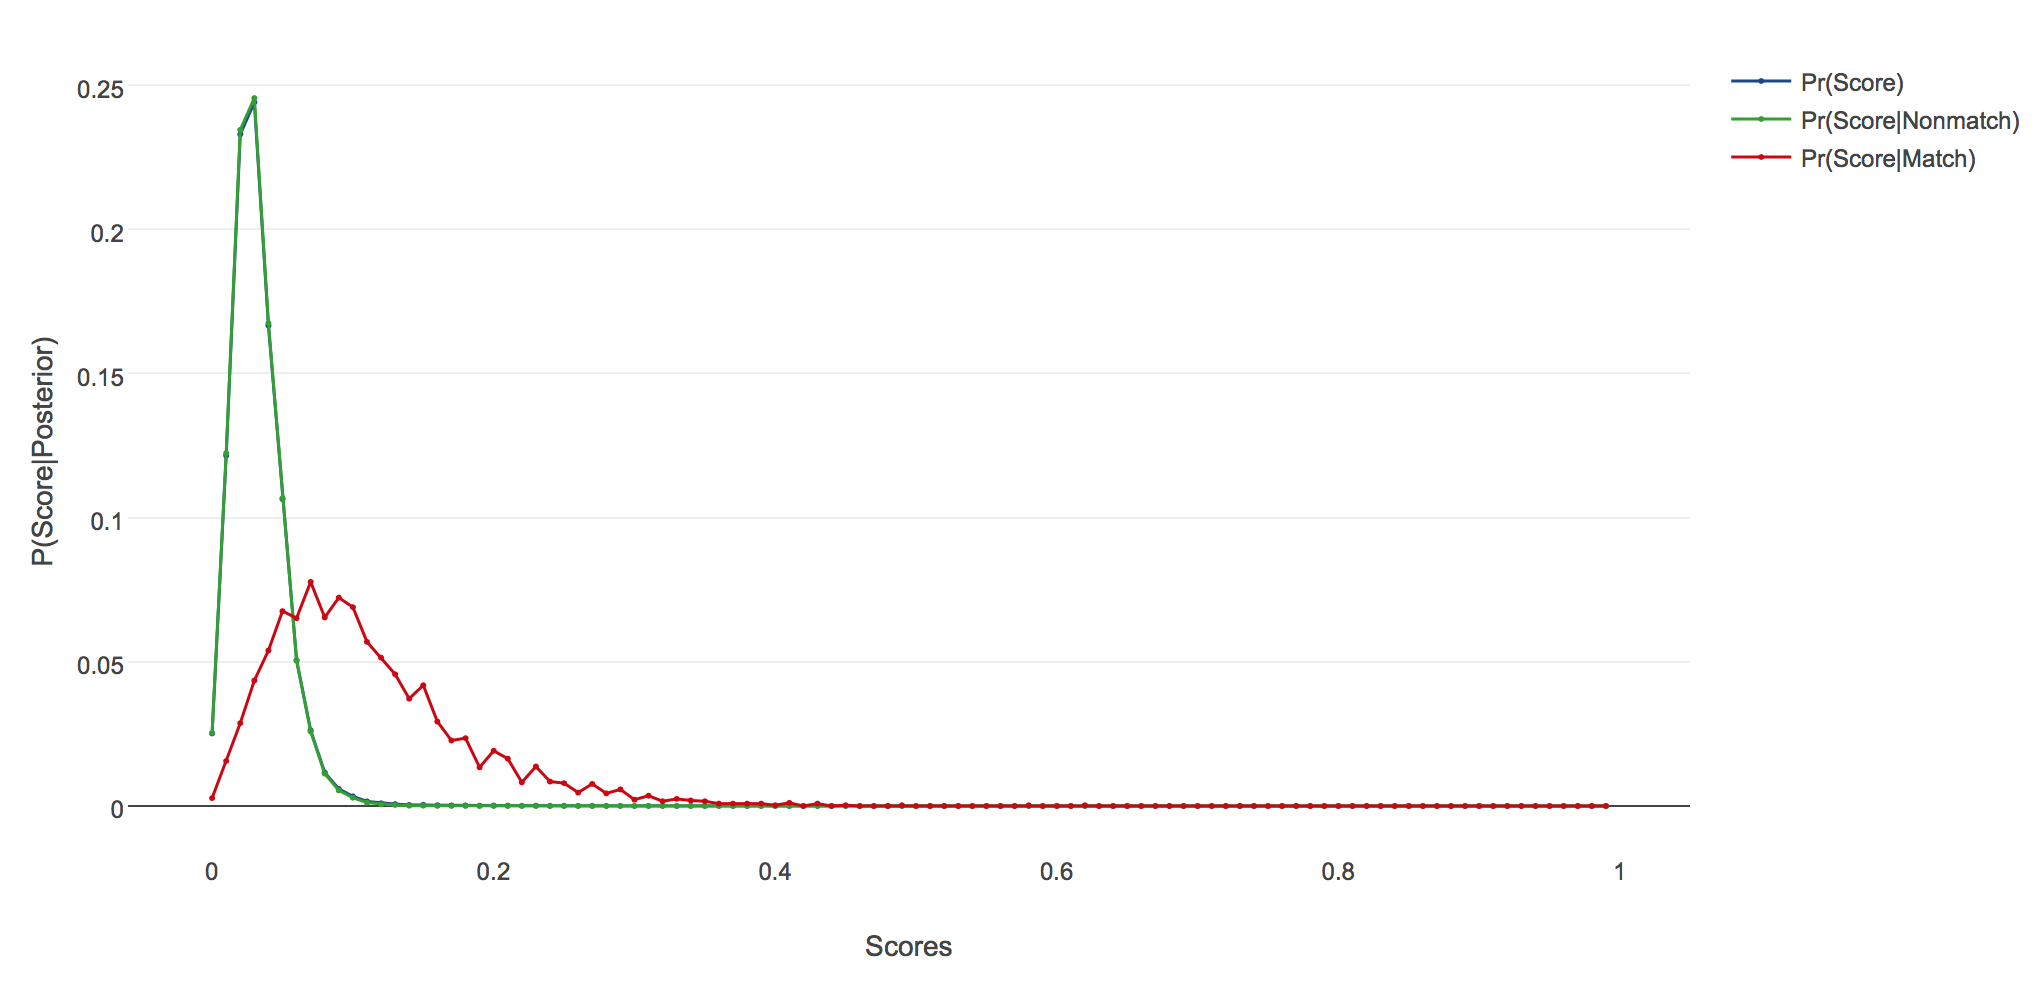 0.25
0.2
0.15
0.1
0.05
0
P(Score|Posterior)
0 0.2 0.4 0.6 0.8 1
Scores
Pr(Score)
Pr(Score|Nonmatch)
Pr(Score|Match)